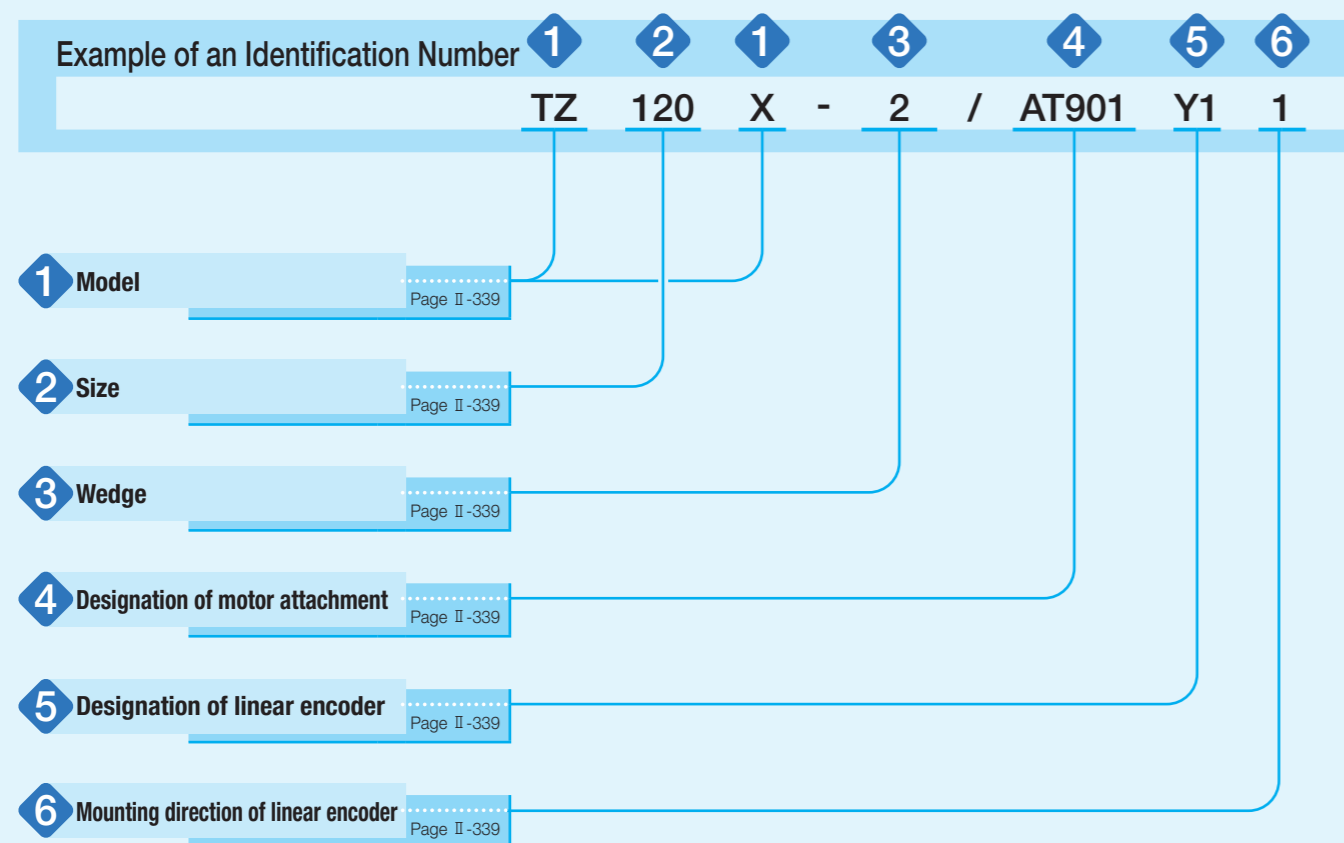 Example of an Identification Number 1 2 1 3 4 5 6
TZ 120 X - 2 / AT901 Y1 1
1 Model
Page Ⅱ-339
2 Size
Page Ⅱ-339
3 Wedge
Page Ⅱ-339
4 Designation of motor attachment
Page Ⅱ-339
5 Designation of linear encoder
Page Ⅱ-339
6 Mounting direction of linear encoder
Page Ⅱ-339